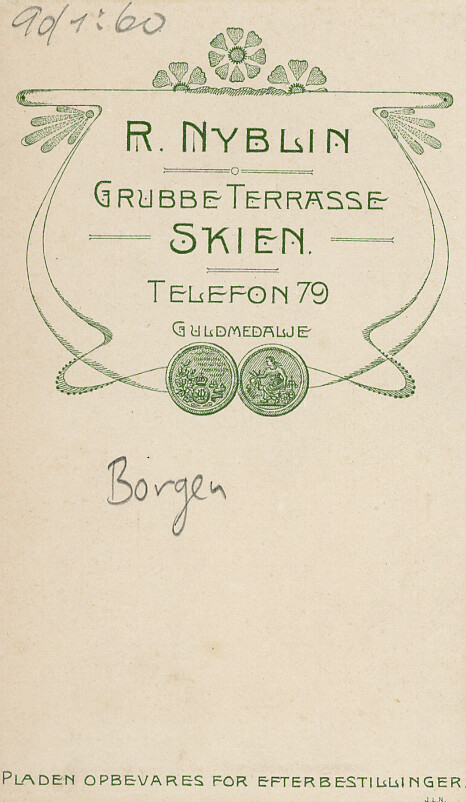 9d/1:60
R. NYBLIN
GRUBBE TERRASSE
SKIEN.
TELEFON 79
GULDMEDALJE
Borgen
PLADEN OPBEVARES FOR EFTERBESTILLINGER.
J.L.N.